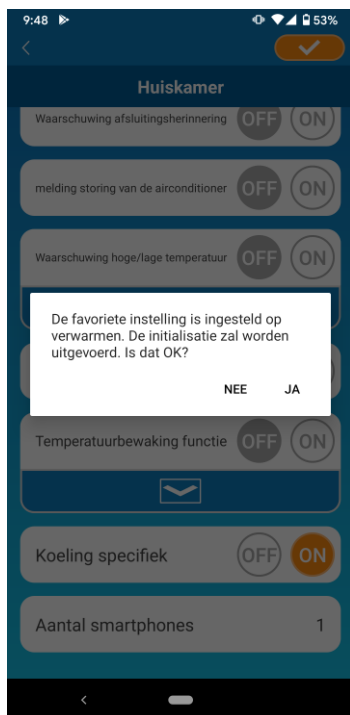 9:48 53%
Huiskamer
Waarschuwing afsluitingsherinnering OFF ON
melding storing van de airconditioner OFF ON
Waarschuwing hoge/lage temperatuur OFF ON
De favoriete instelling is ingesteld op
verwarmen. De initialisatie zal worden
uitgevoerd. Is dat OK?
NEE JA
Temperatuurbewaking functie OFF ON
Koeling specifiek OFF ON
Aantal smartphones 1